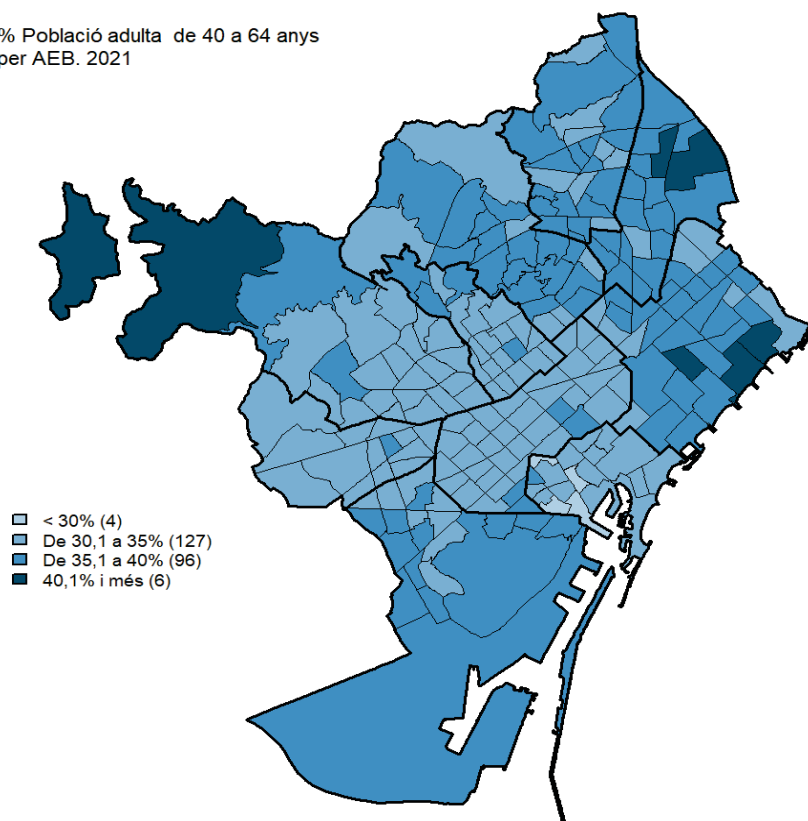 % Població adulta  de 40 a 64 anys
per AEB. 2021
< 30% (4)
De 30,1 a 35% (127)
De 35,1 a 40% (96)
40,1% i més (6)